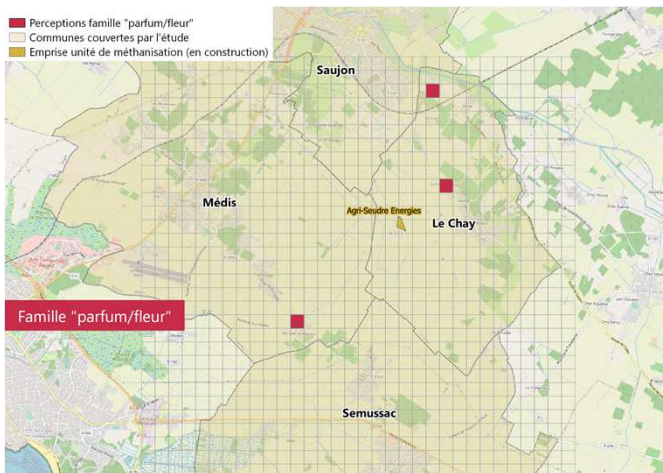 Perceptions famille "parfum/fleur"
Communes couvertes par l'étude
Emprise unité de méthanisation (en construction)
Saujon
Médis
Agri-Seudre Energies
Le Chay
Famille "parfum/fleur"
Semussac